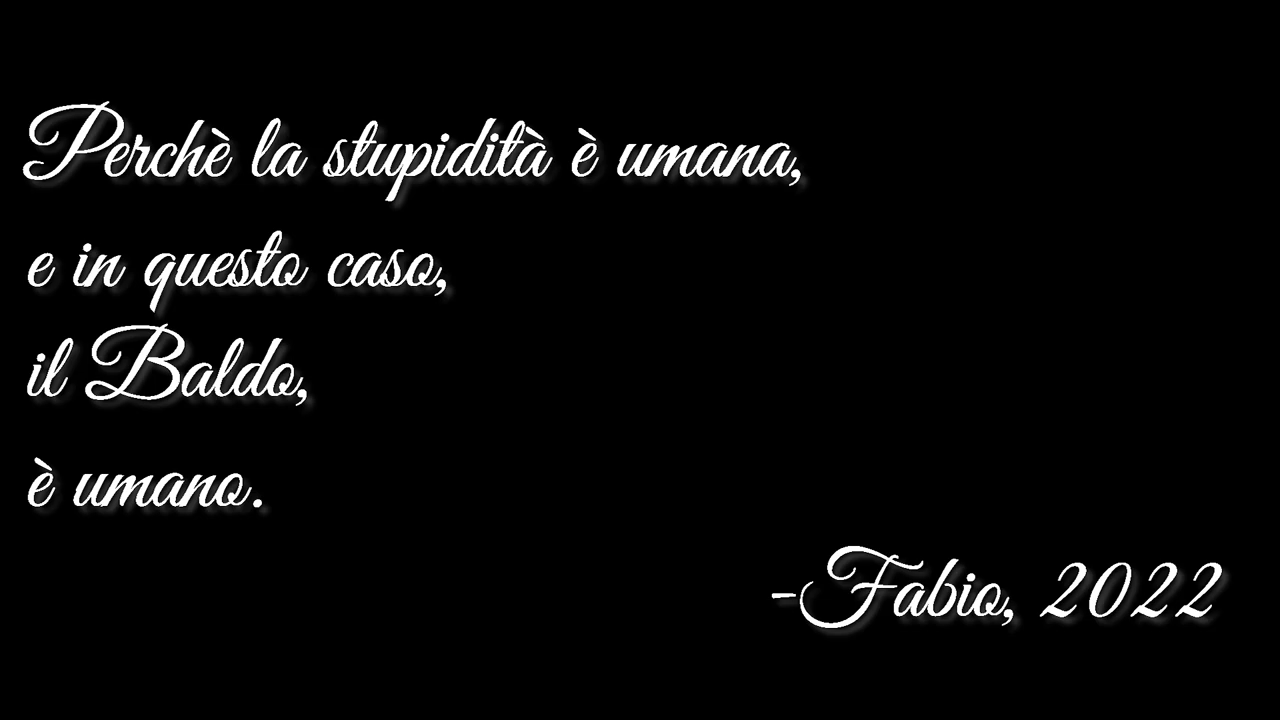 Perchè la stupidità è umana,
e in questo caso,
il Baldo,
è umano.
-Fabio, 2022